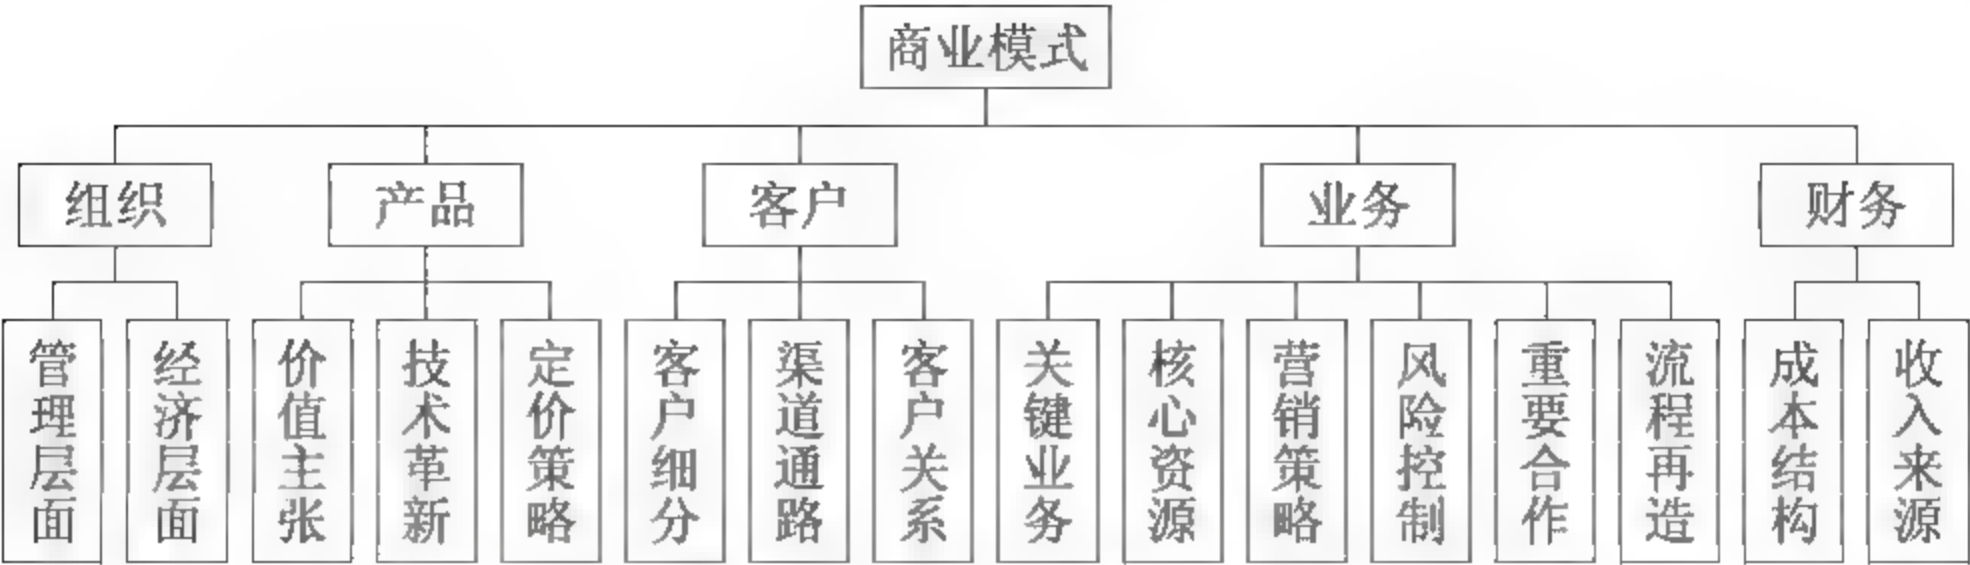 商业模式
组织
产品
客户
业务
财务
管理层面
经济层面
价值主张
技术革新
定价策略
客户细分
渠道通路
客户关系
关键业务
核心资源
营销策略
风险控制
重要合作
流程再造
成本结构
收入来源